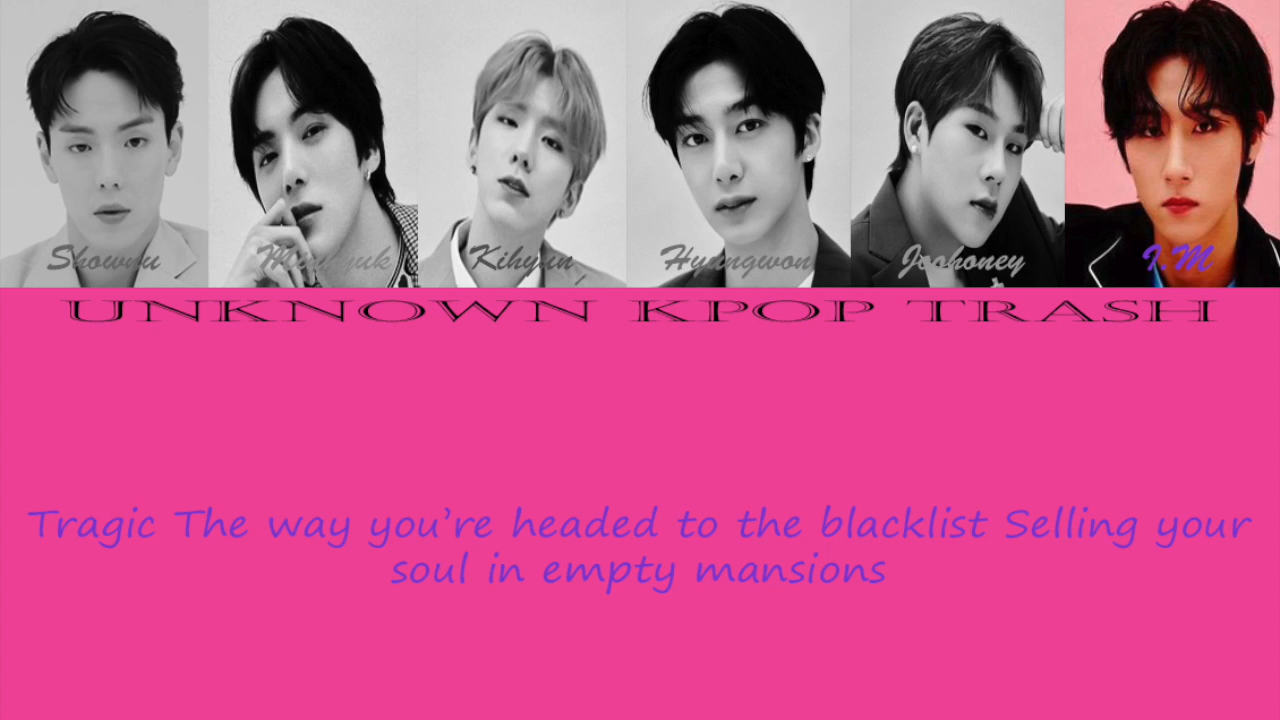 Shownu Minhyuk Kihyun Hyungwon Joohoney I.M
UNKNOWN KPOP TRASH
Tragic The way you’re headed to the blacklist Selling your
soul in empty mansions